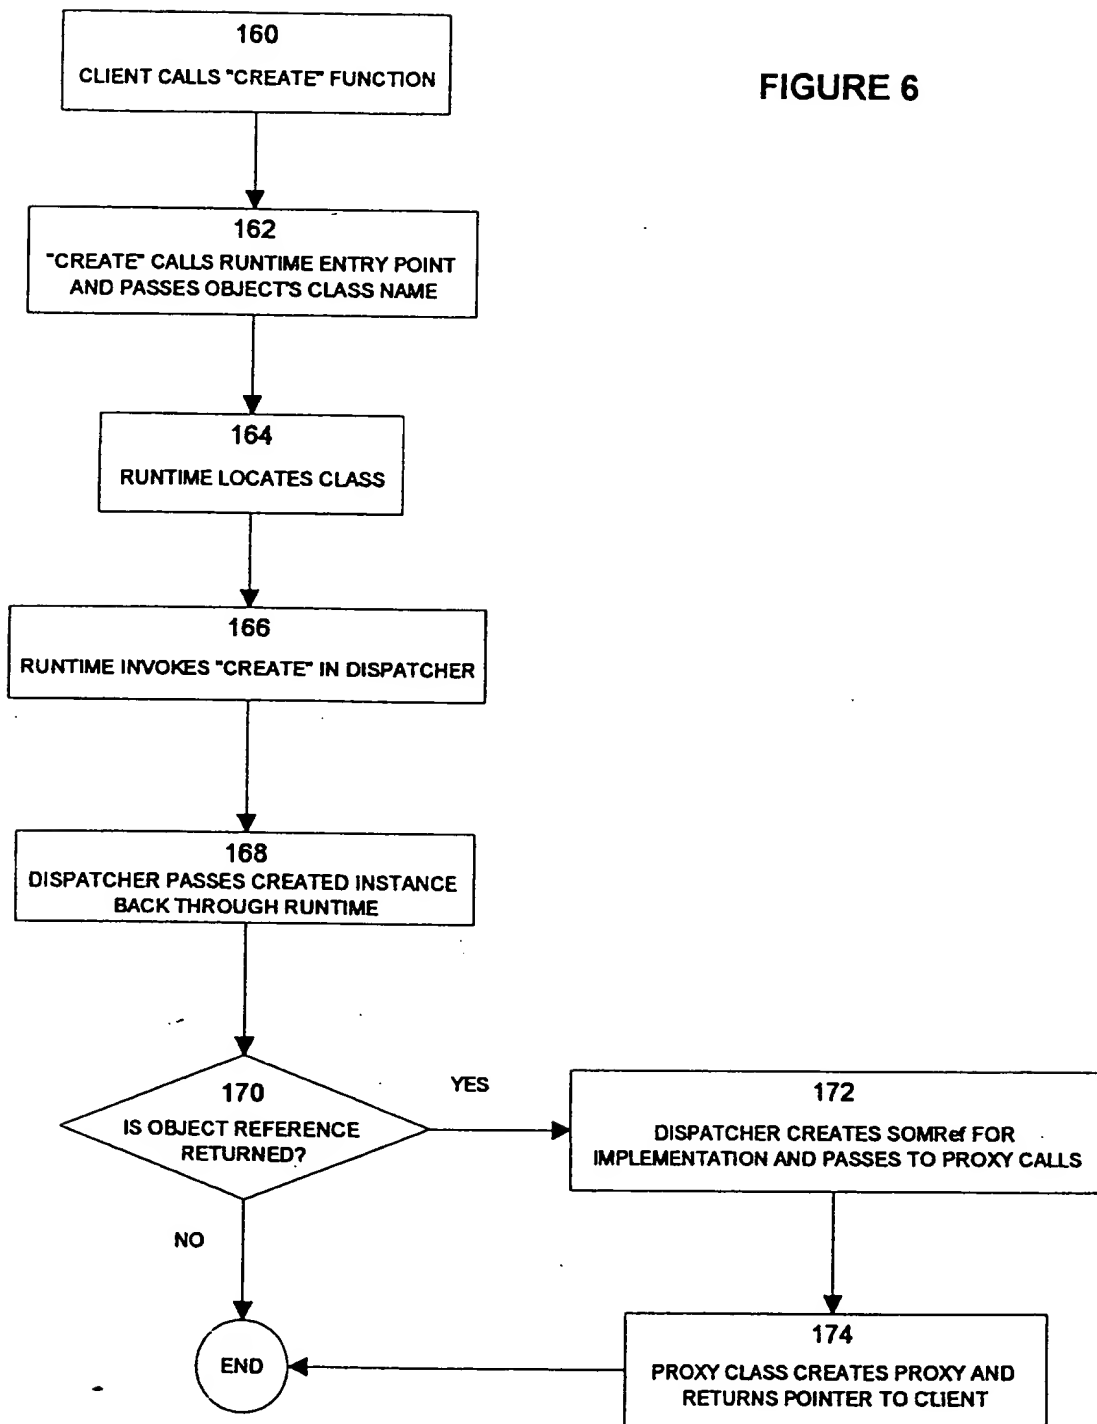 160
CLIENT CALLS "CREATE" FUNCTION
FIGURE 6
162
"CREATE" CALLS RUNTIME ENTRY POINT
AND PASSES OBJECT'S CLASS NAME
164
RUNTIME LOCATES CLASS
166
RUNTIME INVOKES "CREATE" IN DISPATCHER
168
DISPATCHER PASSES CREATED INSTANCE
BACK THROUGH RUNTIME
170
IS OBJECT REFERENCE
RETURNED?
YES
172
DISPATCHER CREATES SOMRef FOR
IMPLEMENTATION AND PASSES TO PROXY CALLS
NO
174
PROXY CLASS CREATES PROXY AND
RETURNS POINTER TO CLIENT
END